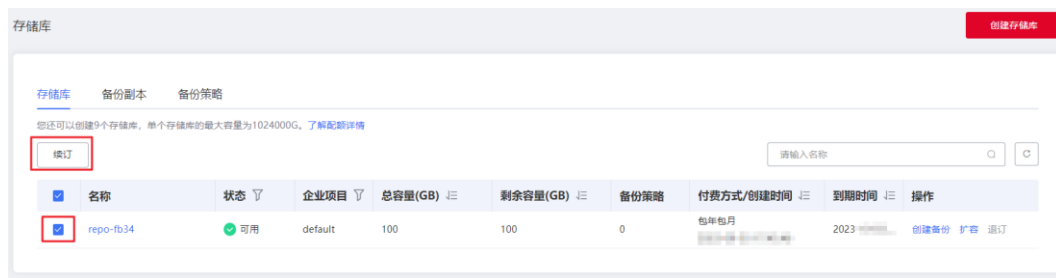 存储库 创建存储库
存储库 备份副本 备份策略
您还可以创建9个存储库，单个存储库的最大容量为1024000G。了解配额详情
续订 请输入名称
名称 状态 企业项目 总容量(GB) 剩余容量(GB) 备份策略 付费方式/创建时间 到期时间 操作
包年包月
repo-fb34 可用 default 100 100 0 2023 创建备份 扩容 退订